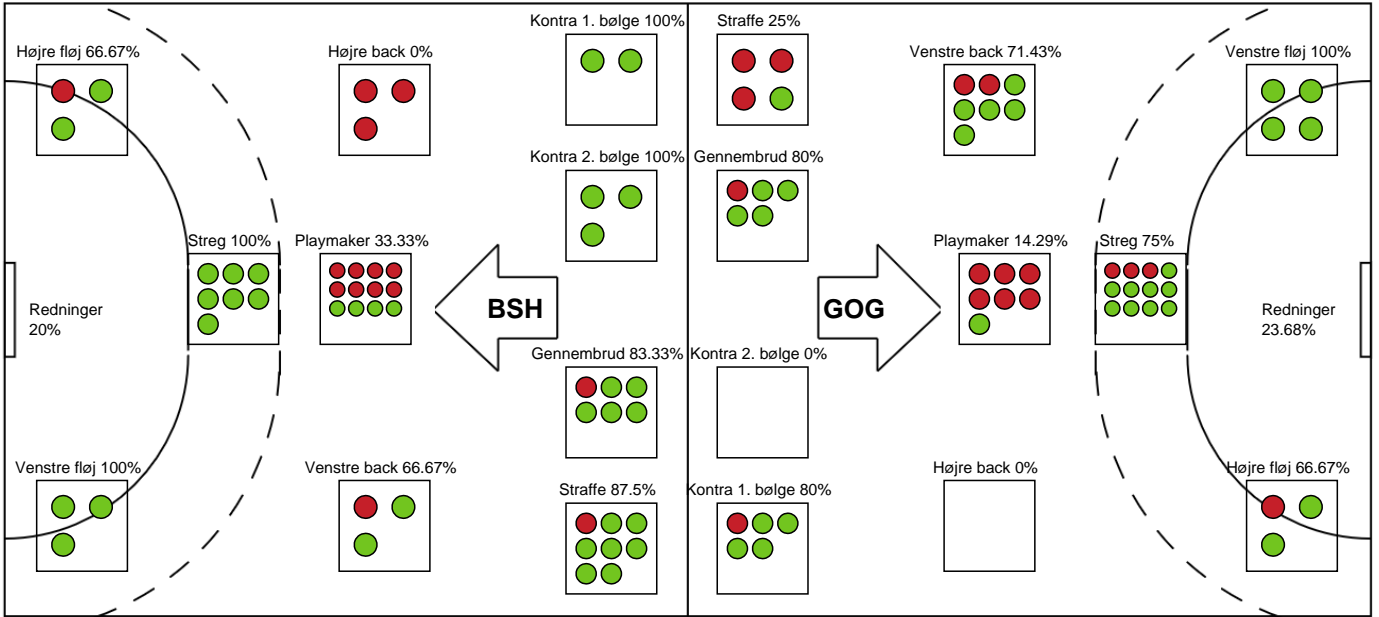 Kontra 1. bølge 100%
Straffe 25%
Højre fløj 66.67%
Højre back 0%
Venstre back 71.43%
Venstre fløj 100%
Kontra 2. bølge 100%
Gennembrud 80%
Streg 100%
Playmaker 33.33%
Playmaker 14.29%
Streg 75%
Redninger
20%
BSH
GOG
Redninger
23.68%
Gennembrud 83.33%
Kontra 2. bølge 0%
Venstre fløj 100%
Venstre back 66.67%
Højre back 0%
Højre fløj 66.67%
Straffe 87.5%
Kontra 1. bølge 80%